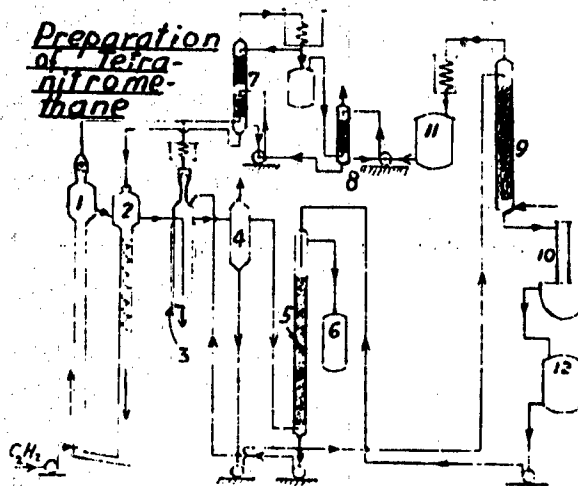 Preparation
of Tetra-
nitrome-
thane
7
11
9
8
1
2
4
10
5
6
3
12
C2H2